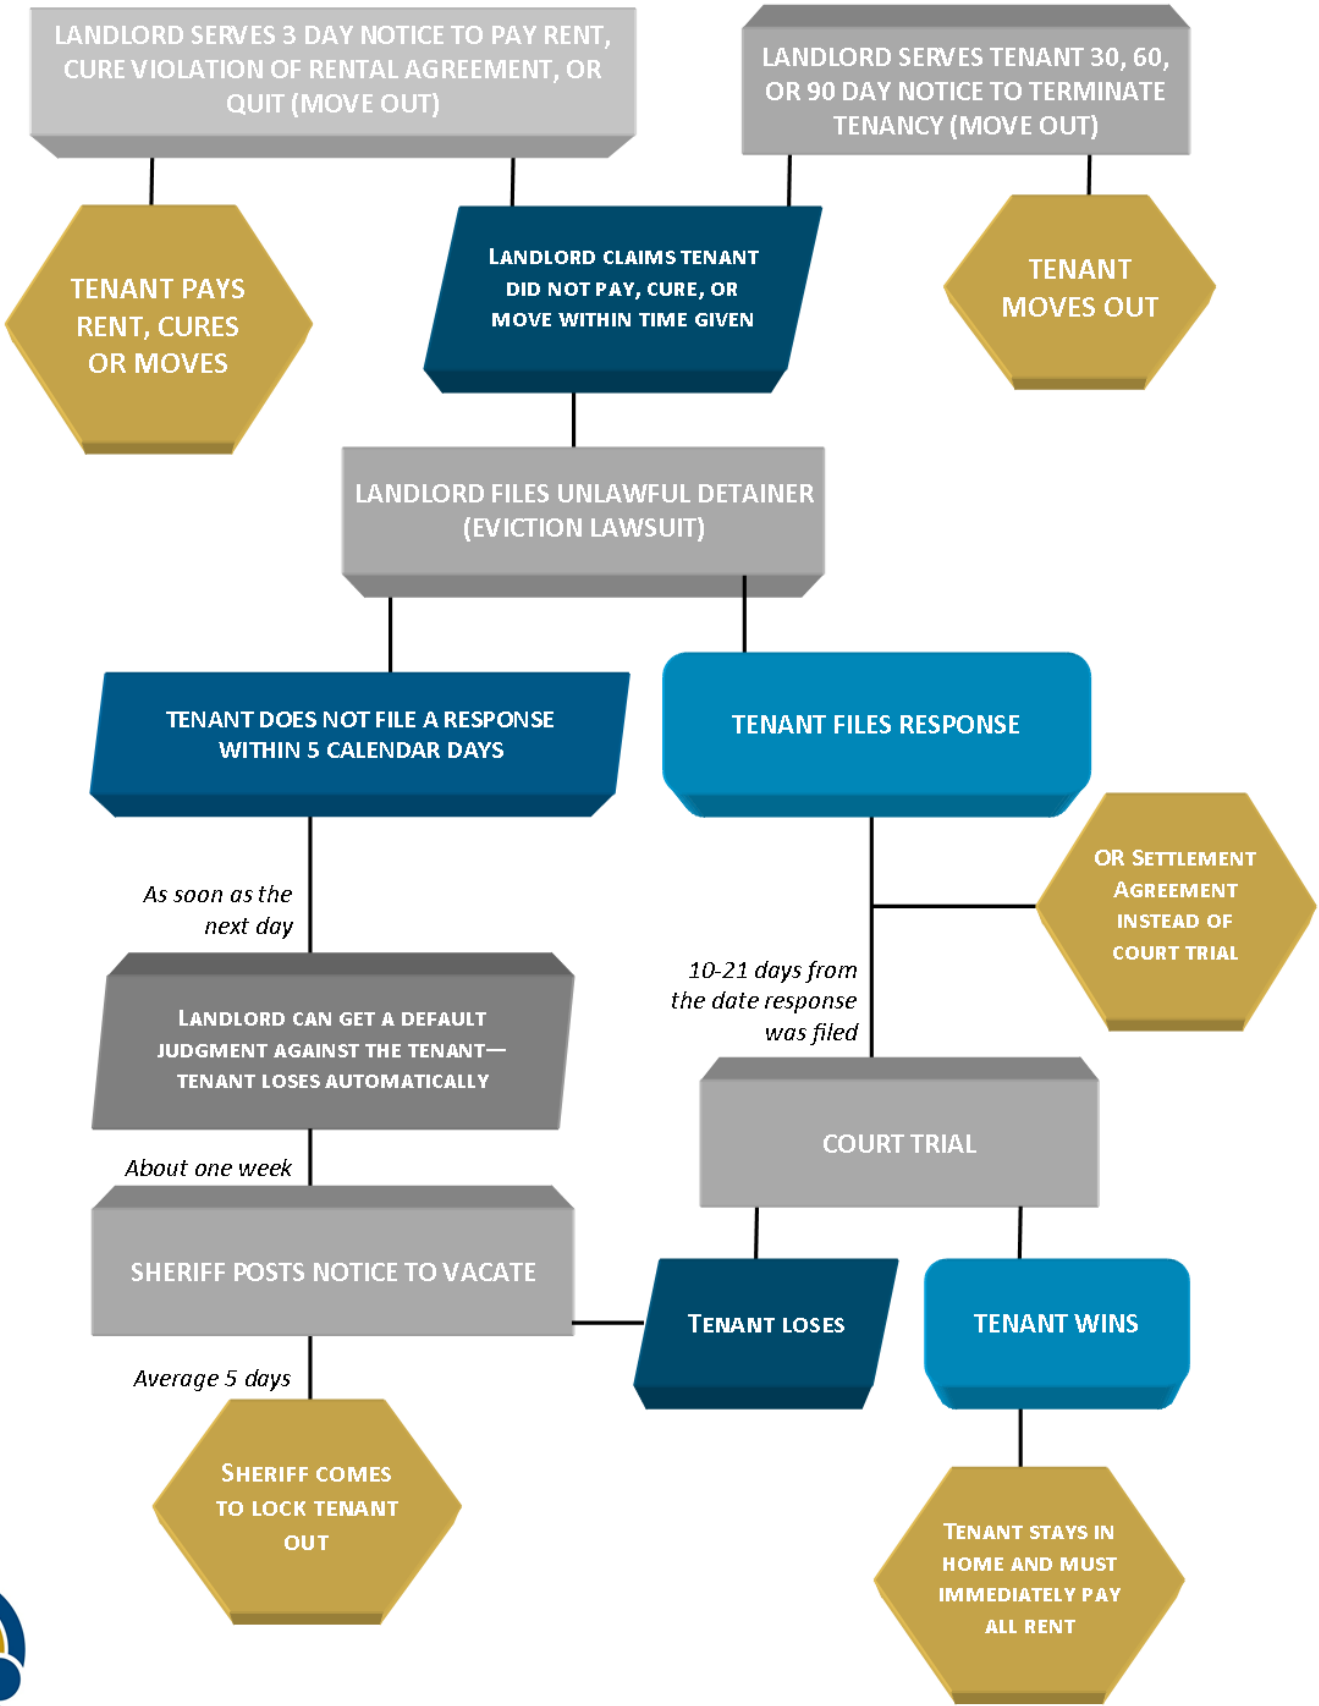 LANDLORD SERVES 3 DAY NOTICE TO PAY RENT,
CURE VIOLATION OF RENTAL AGREEMENT, OR
QUIT (MOVE OUT)
LANDLORD SERVES TENANT 30, 60,
OR 90 DAY NOTICE TO TERMINATE
TENANCY (MOVE OUT)
TENANT PAYS
RENT, CURES
OR MOVES
LANDLORD CLAIMS TENANT
DID NOT PAY, CURE, OR
MOVE WITHIN TIME GIVEN
TENANT
MOVES OUT
LANDLORD FILES UNLAWFUL DETAINER
(EVICTION LAWSUIT)
TENANT DOES NOT FILE A RESPONSE
WITHIN 5 CALENDAR DAYS
TENANT FILES RESPONSE
As soon as the
next day
OR SETTLEMENT
AGREEMENT
INSTEAD OF
COURT TRIAL
10-21 days from
the date response
was filed
LANDLORD CAN GET A DEFAULT
JUDGMENT AGAINST THE TENANT—
TENANT LOSES AUTOMATICALLY
COURT TRIAL
About one week
SHERIFF POSTS NOTICE TO VACATE
TENANT LOSES
TENANT WINS
Average 5 days
SHERIFF COMES
TO LOCK TENANT
OUT
TENANT STAYS IN
HOME AND MUST
IMMEDIATELY PAY
ALL RENT